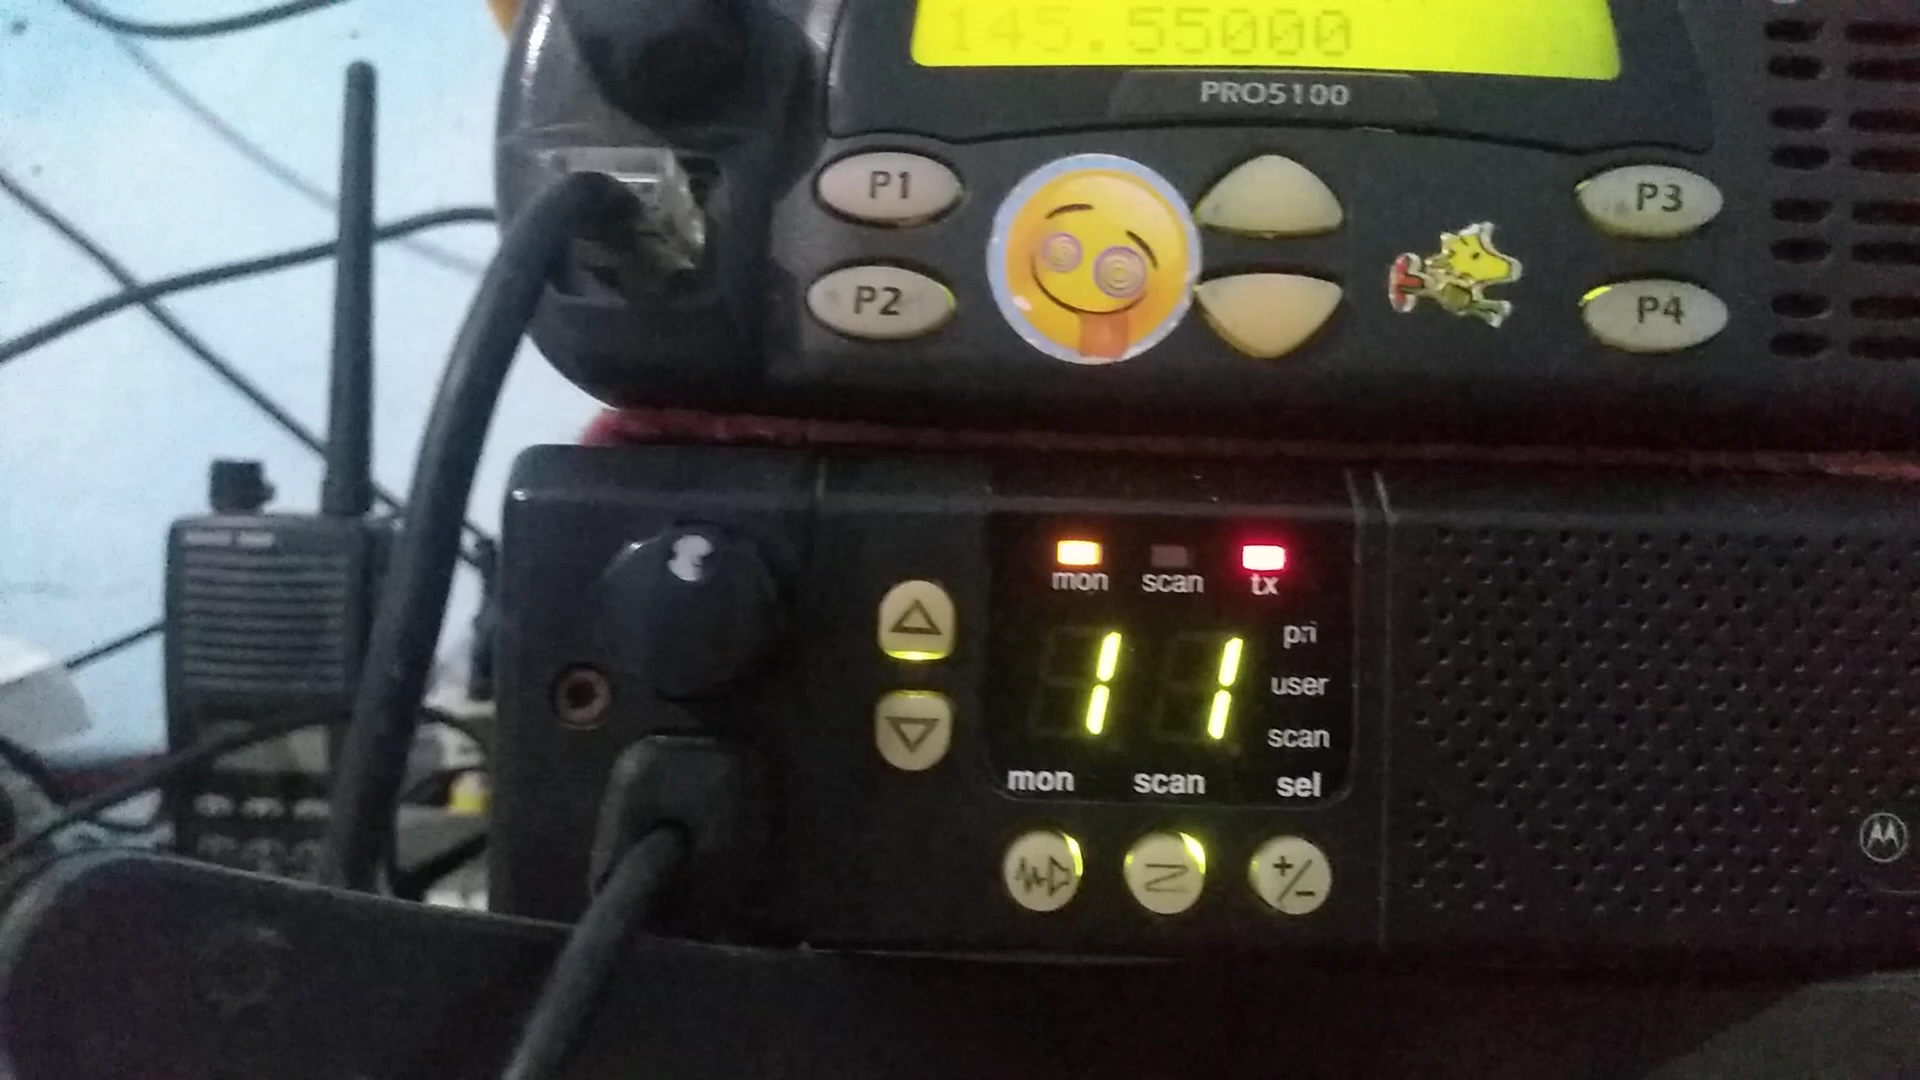 145.55000
PRO5100
P1
P3
P2
P4
mon scan tx
pri
11
user
scan
mon scan sel
+/-